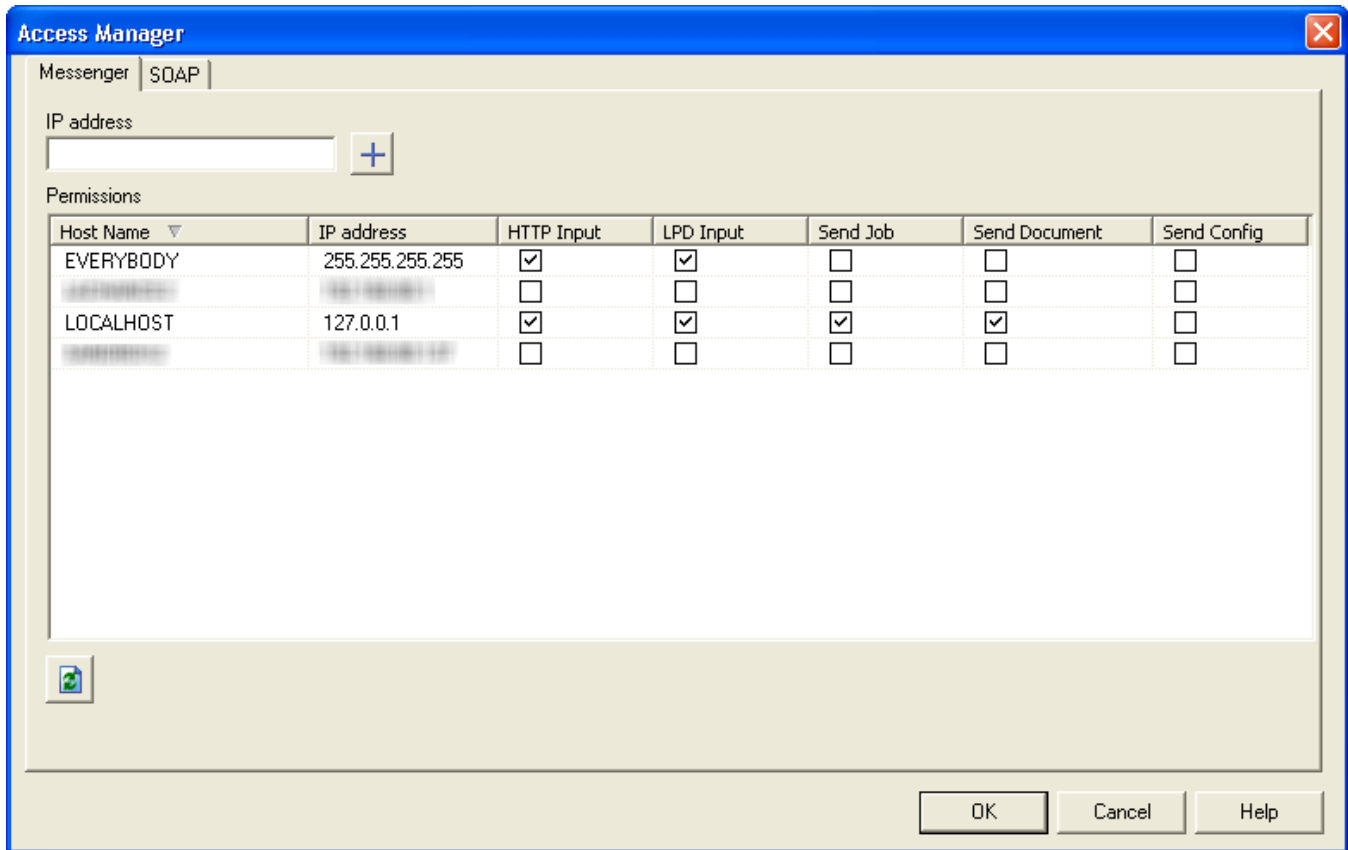 Access Manager
Messenger SOAP
IP address
Permissions
Host Name IP address HTTP Input LPD Input Send Job Send Document Send Config
EVERYBODY 255.255.255.255
LOCALHOST 127.0.0.1
OK Cancel Help